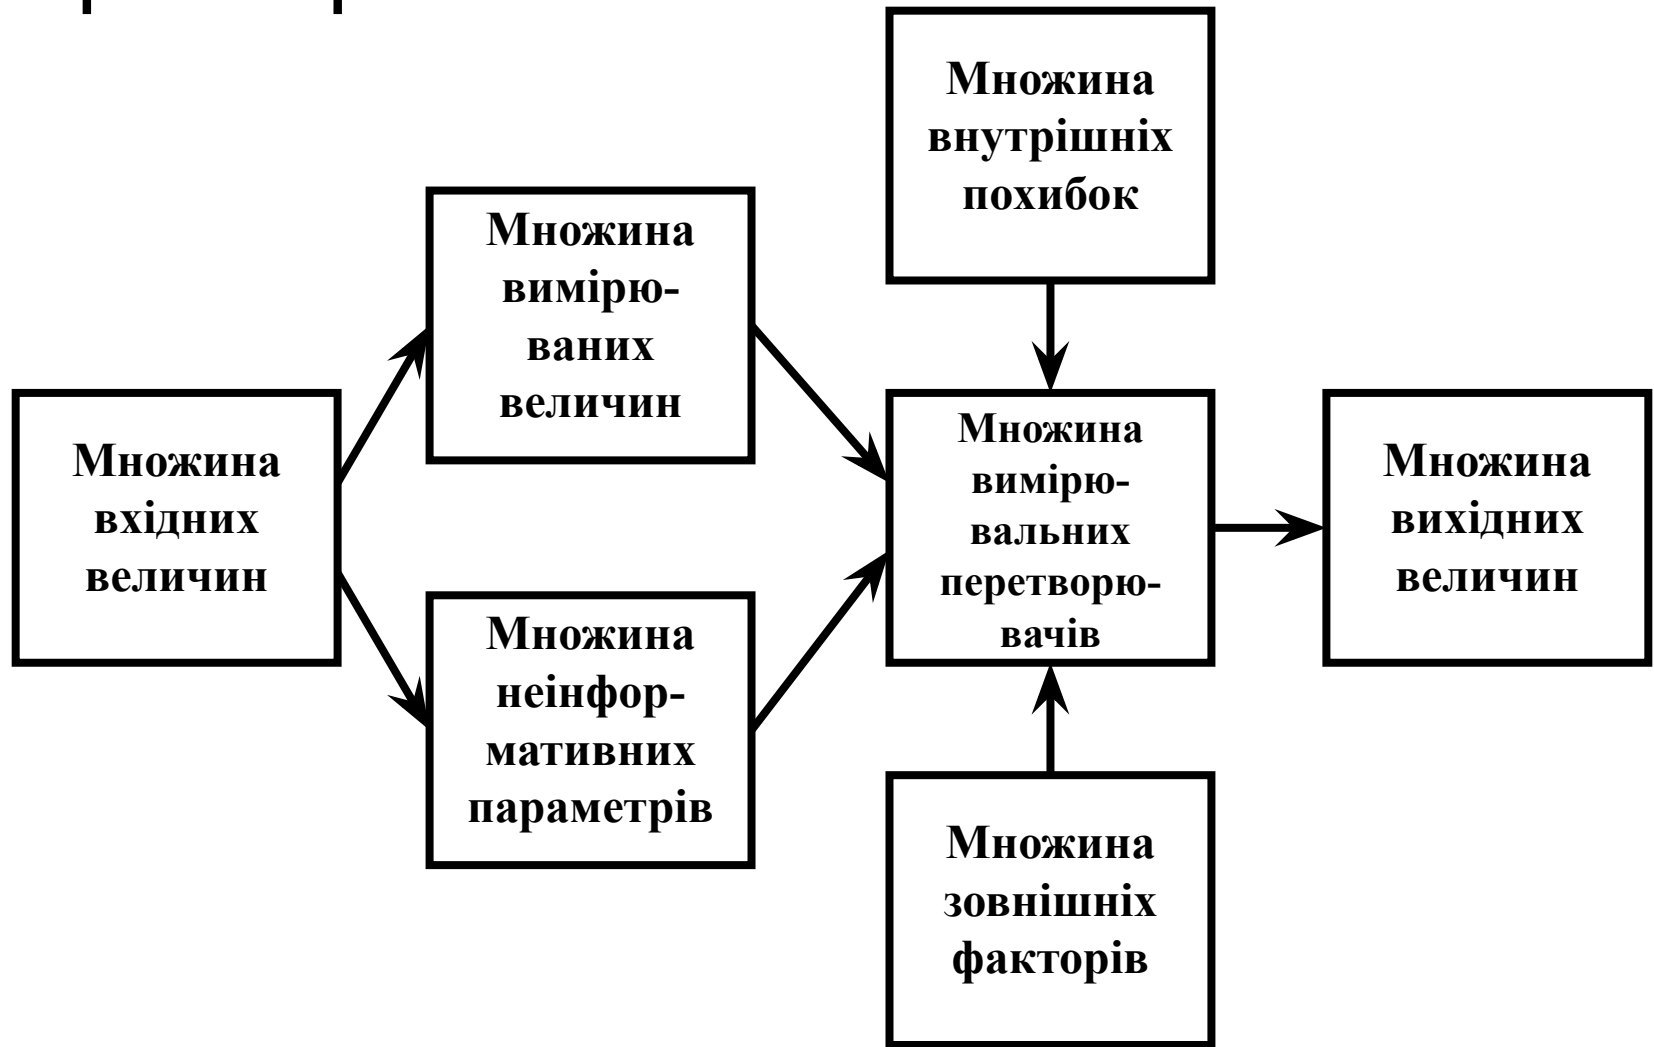 Множина
внутрішніх
похибок
Множина
вимірю-
ваних
величин
Множина
вхідних
величин
Множина
вимірю-
вальних
перетворю-
вачів
Множина
вихідних
величин
Множина
неінфор-
мативних
параметрів
Множина
зовнішніх
факторів